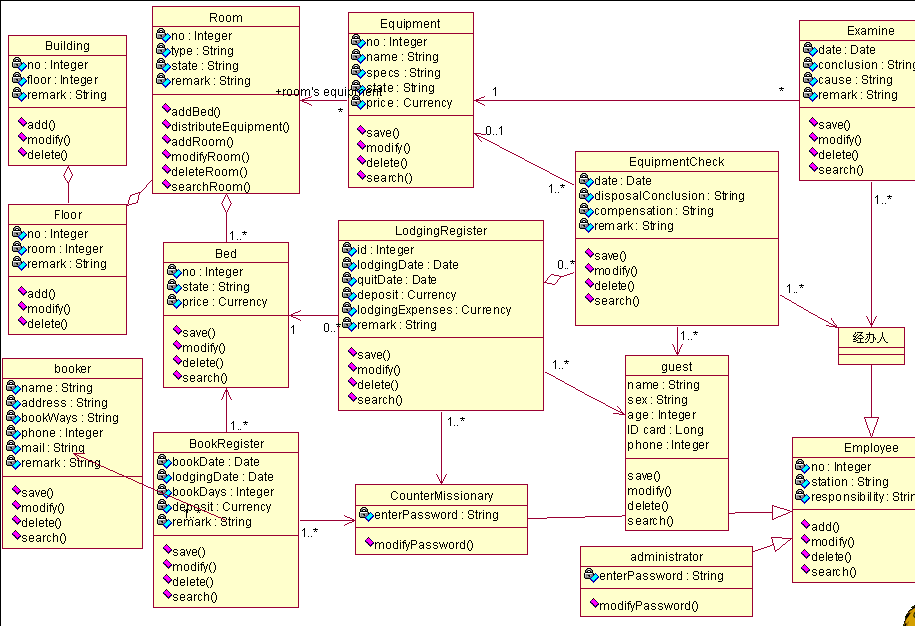 Building
no : Integer
floor : Integer
remark : String
add()
modify()
delete()
Room
no : Integer
type : String
state : String
remark : String
addBed()
distributeEquipment()
addRoom()
modifyRoom()
deleteRoom()
searchRoom()
+room's equipment
*
Equipment
no : Integer
name : String
specs : String
state : String
price : Currency
save()
modify()
delete()
search()
1
*
0..1
1..*
Examine
date: Date
conclusion : String
cause : String
remark : String
save()
modify()
delete()
search()
1..*
EquipmentCheck
date : Date
disposalConclusion : String
compensation : String
remark : String
save()
modify()
delete()
search()
0..*
1..*
1..*
Floor
no : Integer
room : Integer
remark : String
add()
modify()
delete()
1..*
Bed
no : Integer
state : String
price : Currency
save()
modify()
delete()
search()
1
0..*
LodgingRegister
id : Integer
lodgingDate : Date
quitDate : Date
deposit : Currency
lodgingExpenses : Currency
remark : String
save()
modify()
delete()
search()
1..*
1..*
经办人
guest
name : String
sex : String
age : Integer
ID card : Long
phone : Integer
save()
modify()
delete()
search()
booker
name : String
address : String
bookWays : String
phone : Integer
mail : String
remark : String
save()
modify()
delete()
search()
1..*
BookRegister
bookDate : Date
lodgingDate : Date
bookDays : Integer
deposit : Currency
remark : String
save()
modify()
delete()
search()
1..*
CounterMissionary
enterPassword : String
modifyPassword()
Employee
no : Integer
station : String
responsibility : Strin
add()
modify()
delete()
search()
administrator
enterPassword : String
modifyPassword()